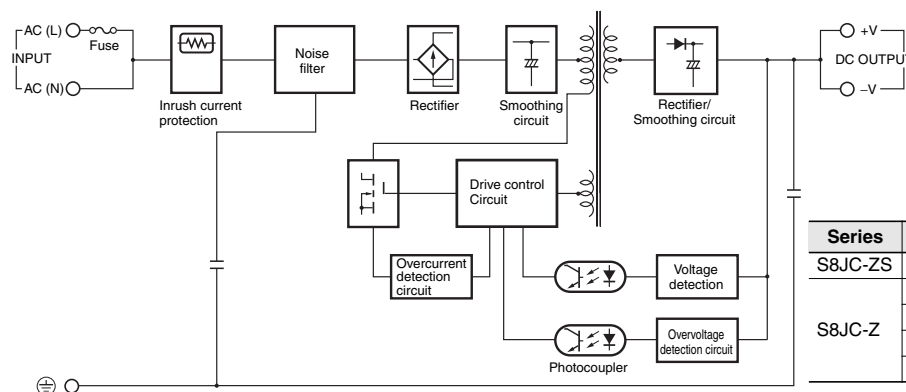 AC (L)
Fuse
INPUT
AC (N)
Inrush current
protection
Noise
filter
Rectifier
Smoothing
circuit
Rectifier/
Smoothing circuit
+V
DC OUTPUT
–V
Drive control
Circuit
Overcurrent
detection
circuit
Voltage
detection
Overvoltage
detection circuit
Photocoupler
Series
S8JC-ZS
S8JC-Z